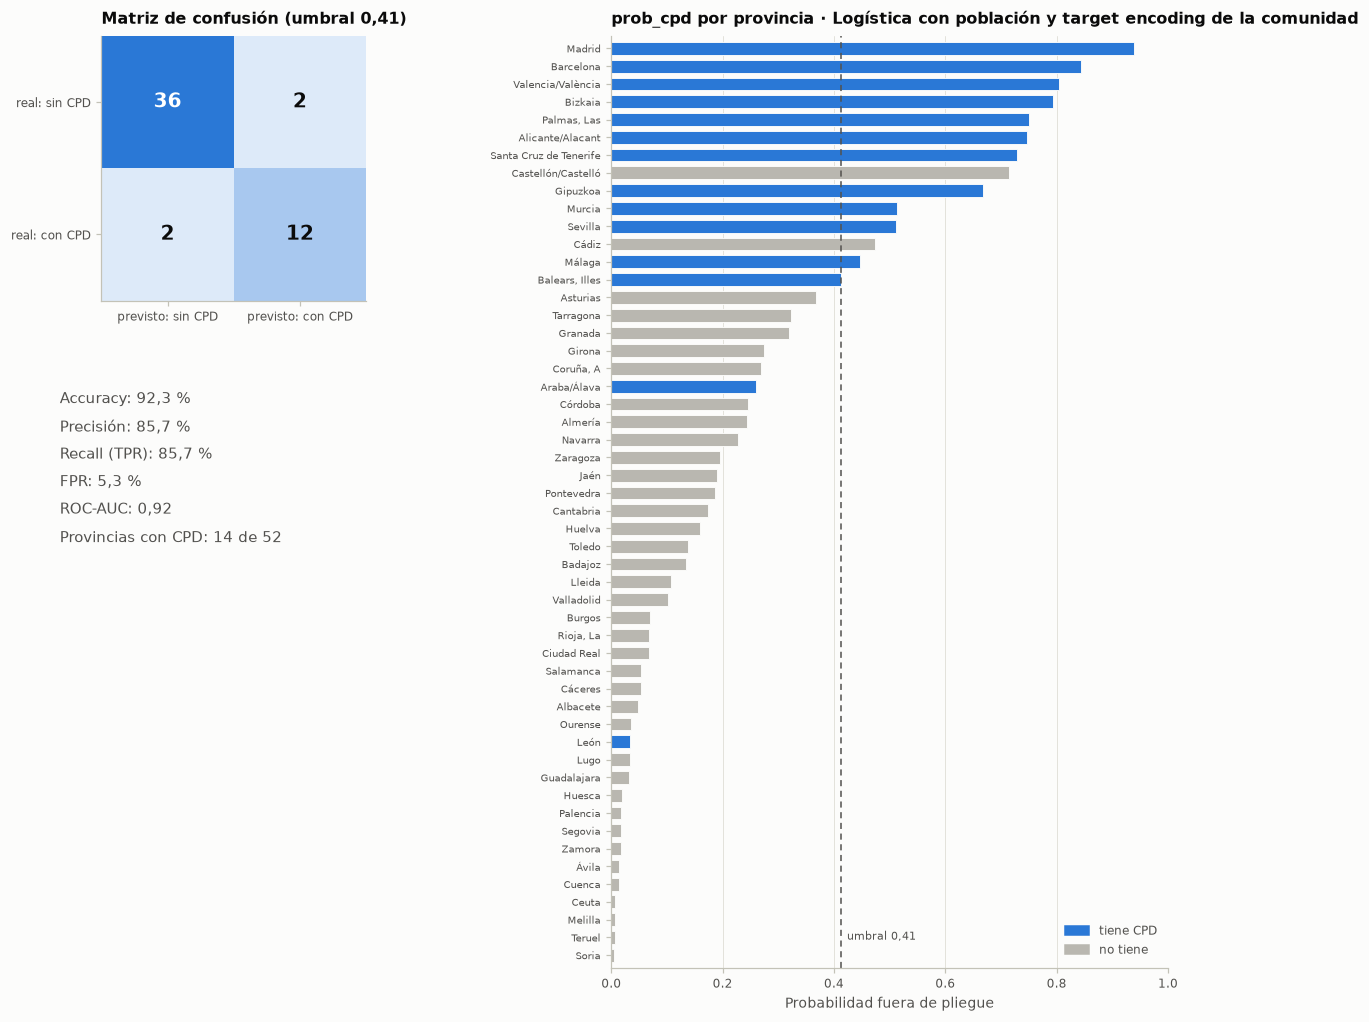 Matriz de confusión (umbral 0,41)
real: sin CPD
36
2
real: con CPD
2
12
previsto: sin CPD
previsto: con CPD
Accuracy: 92,3 %
Precisión: 85,7 %
Recall (TPR): 85,7 %
FPR: 5,3 %
ROC-AUC: 0,92
Provincias con CPD: 14 de 52
prob_cpd por provincia · Logística con población y target encoding de la comunidad
Madrid
Barcelona
Valencia/València
Bizkaia
Palmas, Las
Alicante/Alacant
Santa Cruz de Tenerife
Castellón/Castelló
Gipuzkoa
Murcia
Sevilla
Cádiz
Málaga
Balears, Illes
Asturias
Tarragona
Granada
Girona
Coruña, A
Araba/Álava
Córdoba
Almería
Navarra
Zaragoza
Jaén
Pontevedra
Cantabria
Huelva
Toledo
Badajoz
Lleida
Valladolid
Burgos
Rioja, La
Ciudad Real
Salamanca
Cáceres
Albacete
Ourense
León
Lugo
Guadalajara
Huesca
Palencia
Segovia
Zamora
Ávila
Cuenca
Ceuta
Melilla
Teruel
Soria
umbral 0,41
tiene CPD
no tiene
0.0
0.2
0.4
0.6
0.8
1.0
Probabilidad fuera de pliegue